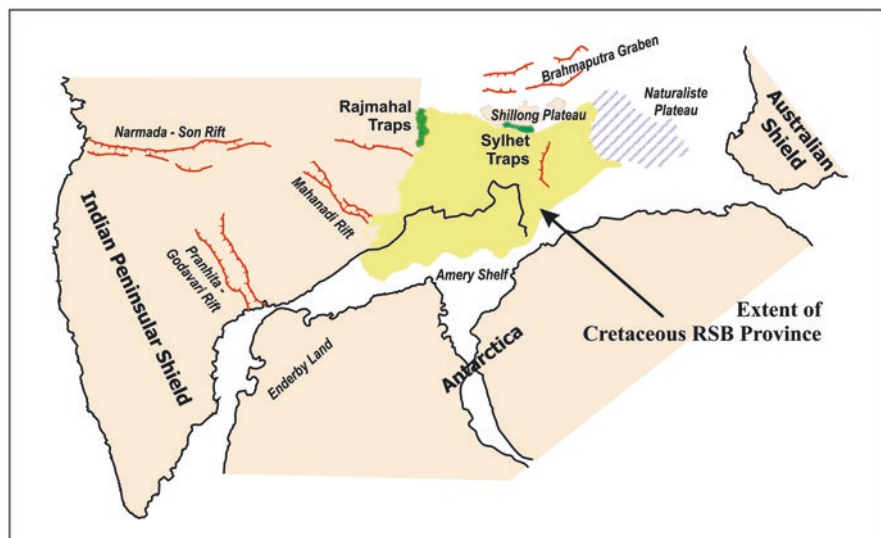 Brahmaputra Graben
Naturaliste
Plateau
Australian
Shield
Rajmahal
Traps
Shillong Plateau
Sylhet
Traps
Narmada - Son Rift
Mahanadi Rift
Indian Peninsular Shield
Pranhita -
Godavari Rift
Amery Shelf
Extent of
Cretaceous RSB Province
Enderby Land
Antarctica